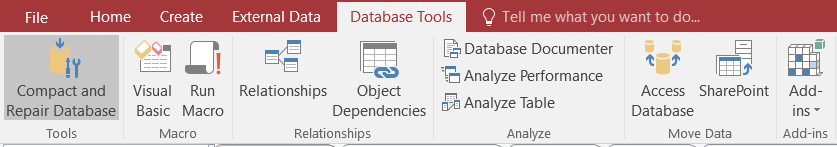 File Home Create External Data Database Tools Tell me what you want to do...
Compact and Repair Database
Visual Basic
Run Macro
Relationships
Object Dependencies
Database Documenter
Analyze Performance
Analyze Table
Access Database
SharePoint
Add-ins
Tools Macro Relationships Analyze Move Data Add-ins